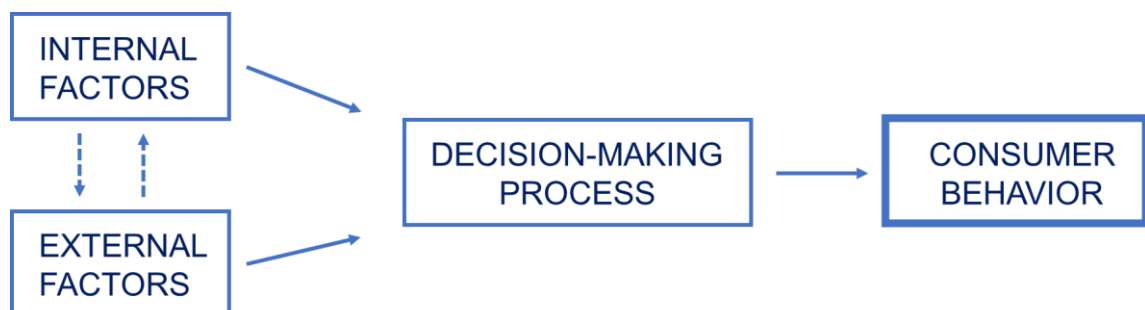 INTERNAL
FACTORS
DECISION-MAKING
PROCESS
CONSUMER
BEHAVIOR
EXTERNAL
FACTORS